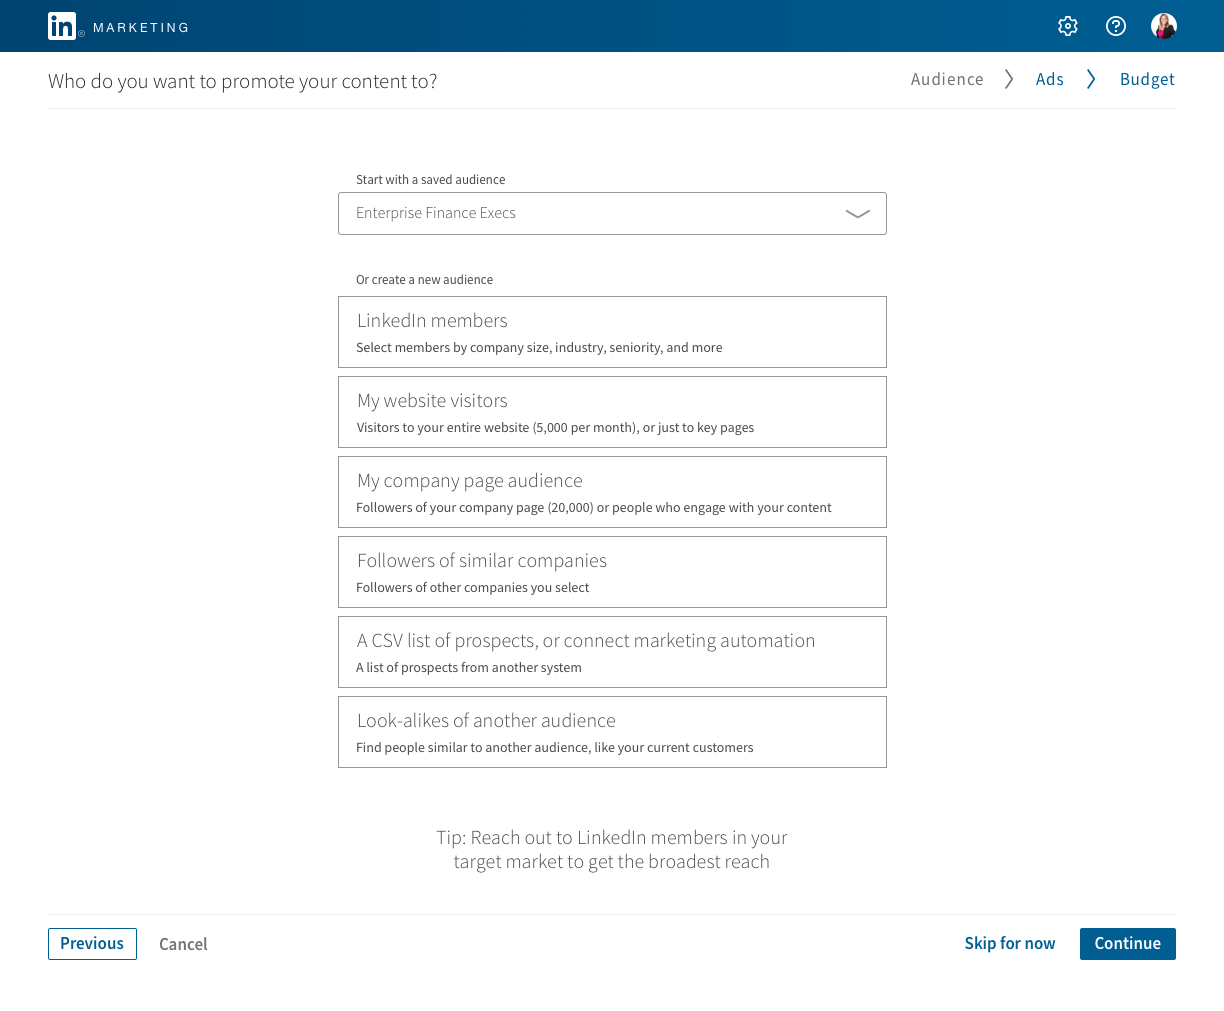 in® MARKETING
Who do you want to promote your content to?
Audience Ads Budget
Start with a saved audience
Enterprise Finance Execs
Or create a new audience
LinkedIn members
Select members by company size, industry, seniority, and more
My website visitors
Visitors to your entire website (5,000 per month), or just to key pages
My company page audience
Followers of your company page (20,000) or people who engage with your content
Followers of similar companies
Followers of other companies you select
A CSV list of prospects, or connect marketing automation
A list of prospects from another system
Look-alikes of another audience
Find people similar to another audience, like your current customers
Tip: Reach out to LinkedIn members in your
target market to get the broadest reach
Previous Cancel Skip for now Continue